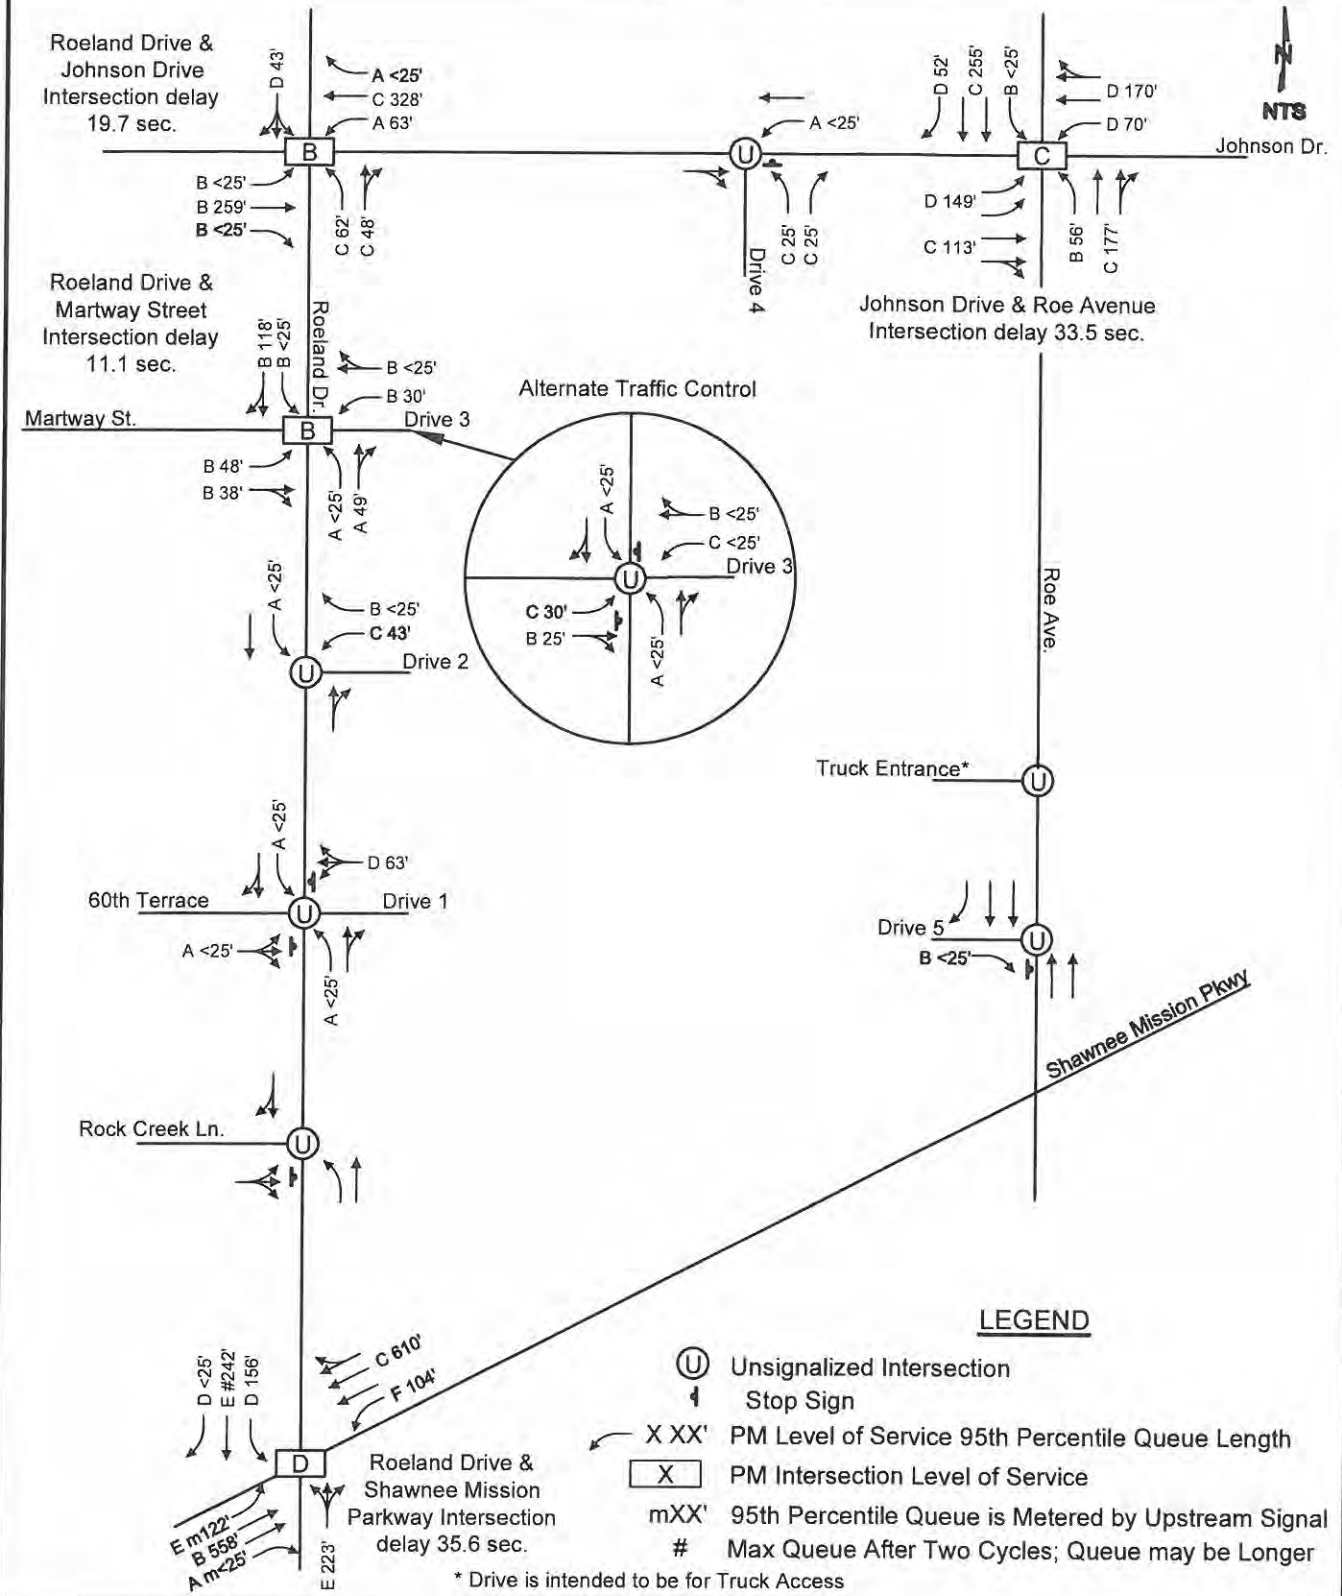 Roeland Drive &
Johnson Drive
Intersection delay
19.7 sec.
D 43'
A <25'
C 328'
A 63'
B
B <25'
B 259'
B <25'
C 62'
C 48'
A <25'
U
C 25'
C 25'
Drive 4
D 52'
C 255'
B <25'
D 170'
D 70'
C
Johnson Dr.
D 149'
C 113'
B 56'
C 177'
N
NTS
Johnson Drive & Roe Avenue
Intersection delay 33.5 sec.
Roeland Drive &
Martway Street
Intersection delay
11.1 sec.
Roeland Dr.
B 118'
B <25'
B <25'
B 30'
Martway St.
B
Drive 3
B 48'
B 38'
A <25'
A 49'
Alternate Traffic Control
A <25'
B <25'
C <25'
Drive 3
U
C 30'
B 25'
A <25'
A <25'
B <25'
C 43'
U
Drive 2
Roe Ave.
Truck Entrance*
U
A <25'
D 63'
60th Terrace
U
Drive 1
A <25'
A <25'
Drive 5
U
B <25'
Shawnee Mission Pkwy
Rock Creek Ln.
U
D <25'
E #242'
D 156'
C 610'
F 104'
D
E m122'
B 558'
A m<25'
E 223'
Roeland Drive &
Shawnee Mission
Parkway Intersection
delay 35.6 sec.
LEGEND
U Unsignalized Intersection
Stop Sign
X XX' PM Level of Service 95th Percentile Queue Length
X PM Intersection Level of Service
mXX' 95th Percentile Queue is Metered by Upstream Signal
# Max Queue After Two Cycles; Queue may be Longer
* Drive is intended to be for Truck Access